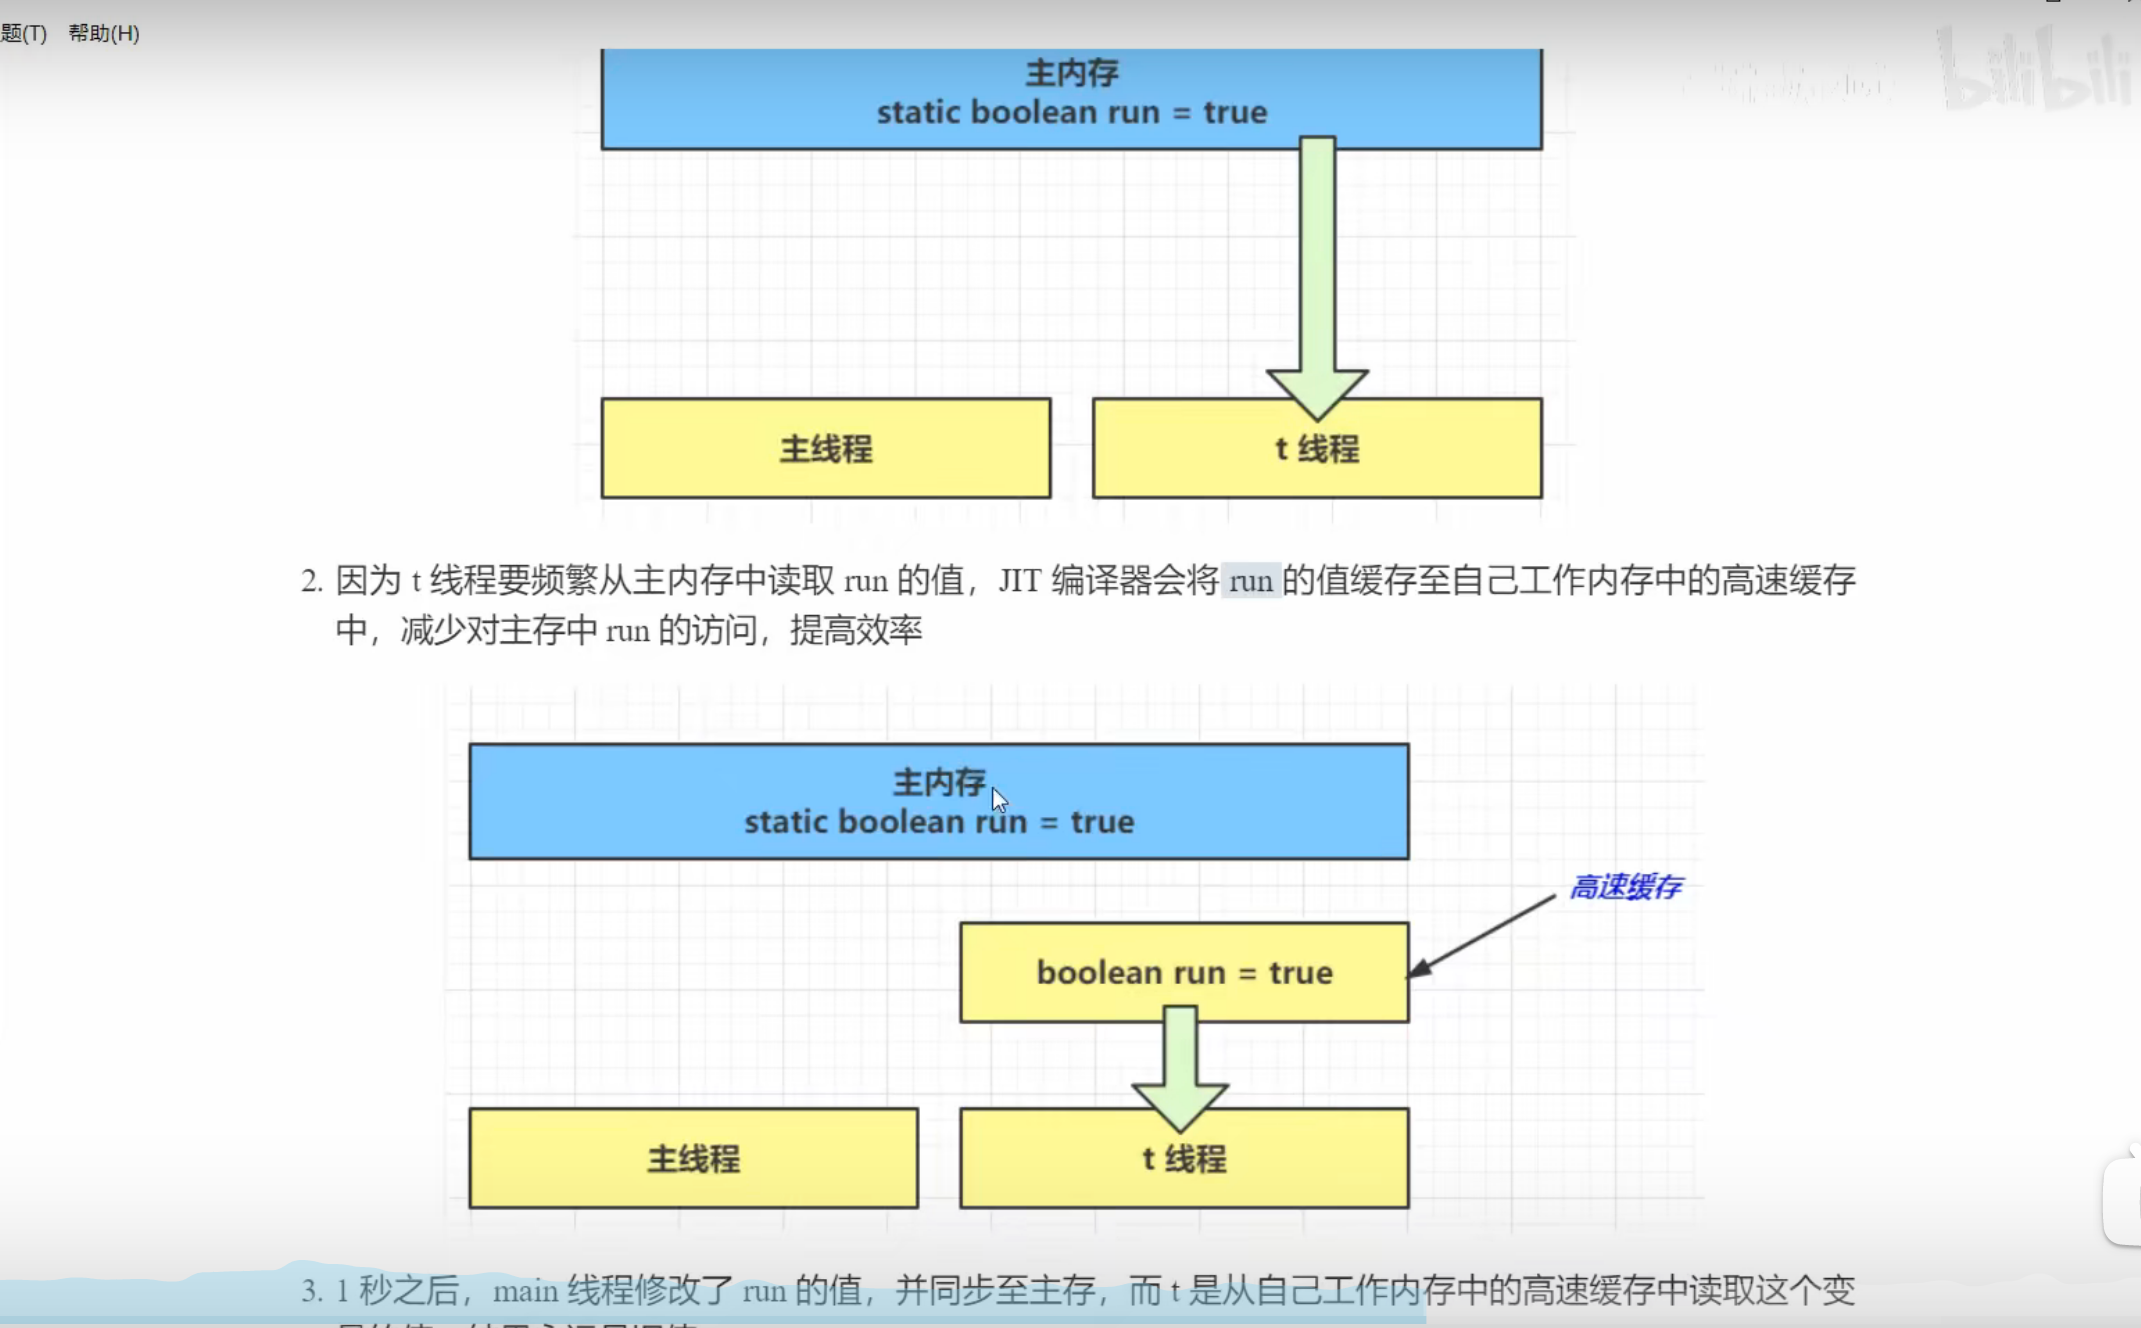 题(T) 帮助(H)
bilibili
主内存
static boolean run = true
主线程
t 线程
2. 因为 t 线程要频繁从主内存中读取 run 的值，JIT 编译器会将 run 的值缓存至自己工作内存中的高速缓存
中，减少对主存中 run 的访问，提高效率
主内存
static boolean run = true
高速缓存
boolean run = true
主线程
t 线程
3. 1 秒之后，main 线程修改了 run 的值，并同步至主存，而 t 是从自己工作内存中的高速缓存中读取这个变